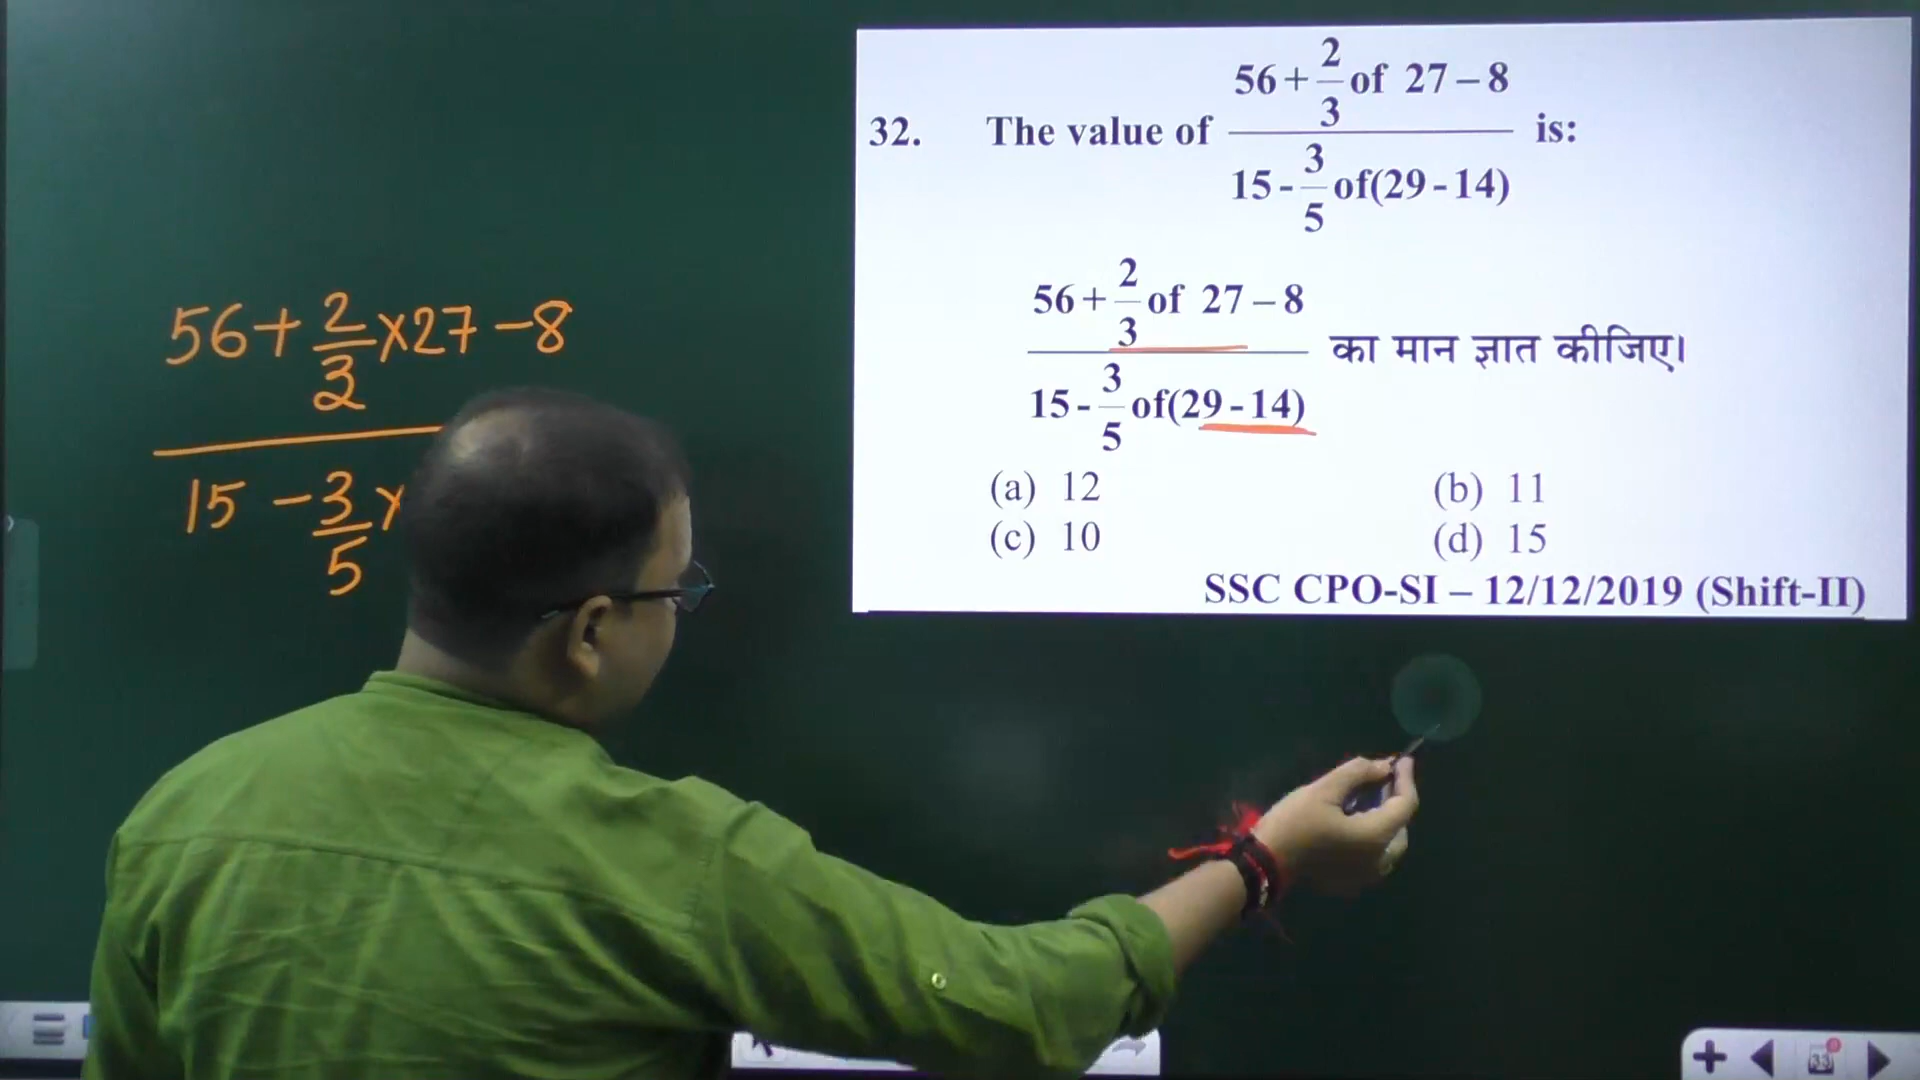 56 + 2/3 × 27 − 8
15 − 3/5 ×
32. The value of (56 + 2/3 of 27 – 8) / (15 - 3/5 of (29 - 14)) is:
(56 + 2/3 of 27 – 8) / (15 - 3/5 of (29 - 14)) का मान ज्ञात कीजिए।
(a) 12 (b) 11
(c) 10 (d) 15
SSC CPO-SI – 12/12/2019 (Shift-II)
33